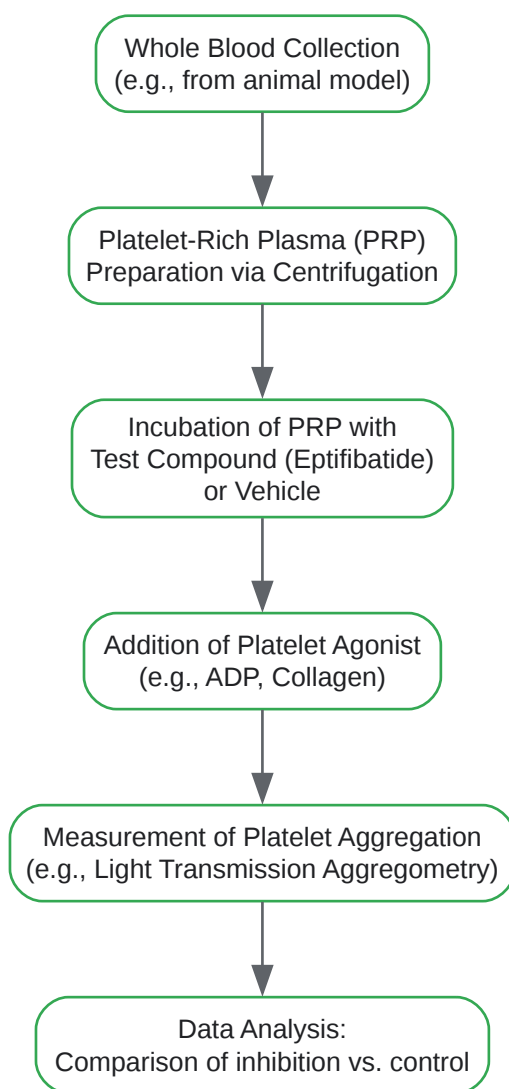 Whole Blood Collection
(e.g., from animal model)
Platelet-Rich Plasma (PRP)
Preparation via Centrifugation
Incubation of PRP with
Test Compound (Eptifibatide)
or Vehicle
Addition of Platelet Agonist
(e.g., ADP, Collagen)
Measurement of Platelet Aggregation
(e.g., Light Transmission Aggregometry)
Data Analysis:
Comparison of inhibition vs. control